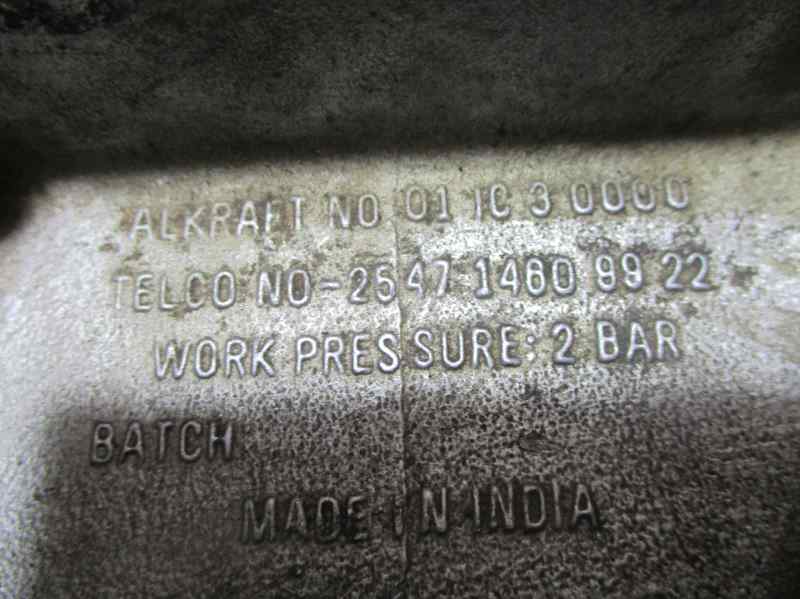 ALKRAFT NO 01 IC 3 0000
TELCO NO-2547 1460 99 22
WORK PRESSURE: 2 BAR
BATCH
MADE IN INDIA